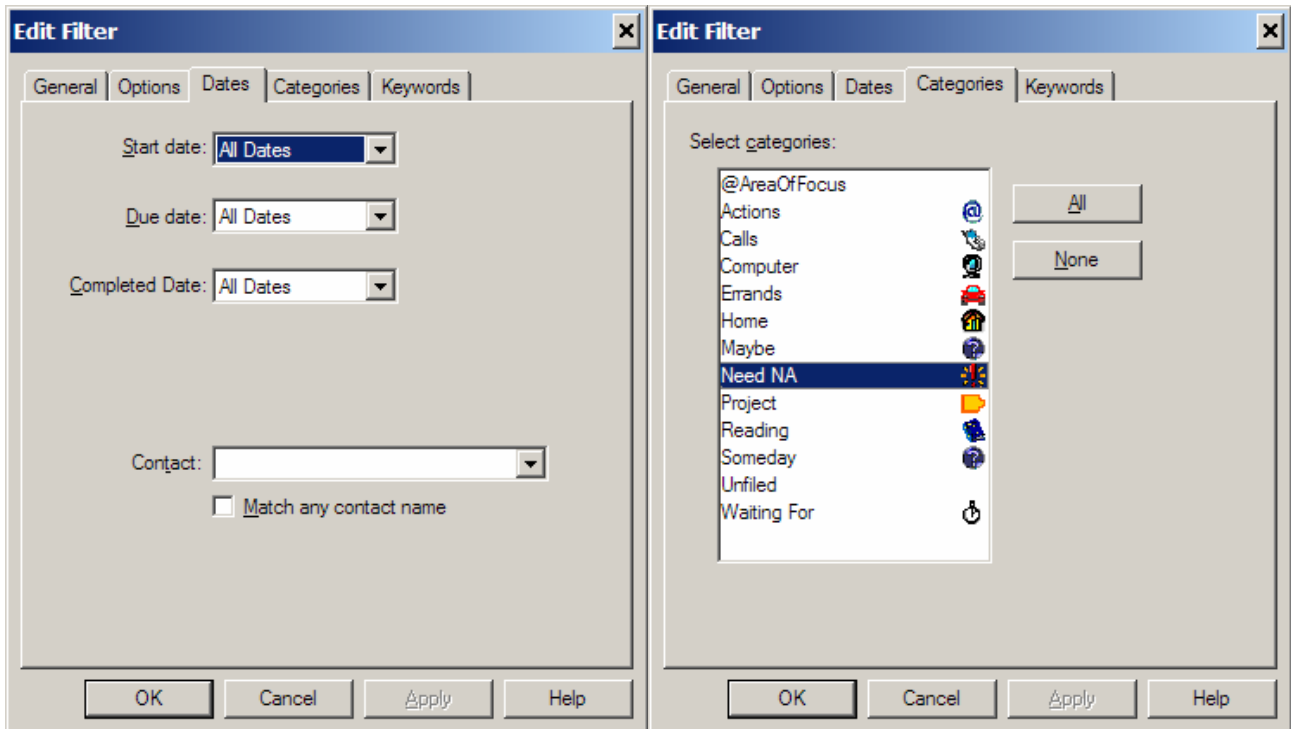 Edit Filter
General Options Dates Categories Keywords
Start date: All Dates
Due date: All Dates
Completed Date: All Dates
Contact:
Match any contact name
OK Cancel Apply Help
Edit Filter
General Options Dates Categories Keywords
Select categories:
@AreaOfFocus
Actions
Calls
Computer
Errands
Home
Maybe
Need NA
Project
Reading
Someday
Unfiled
Waiting For
All
None
OK Cancel Apply Help